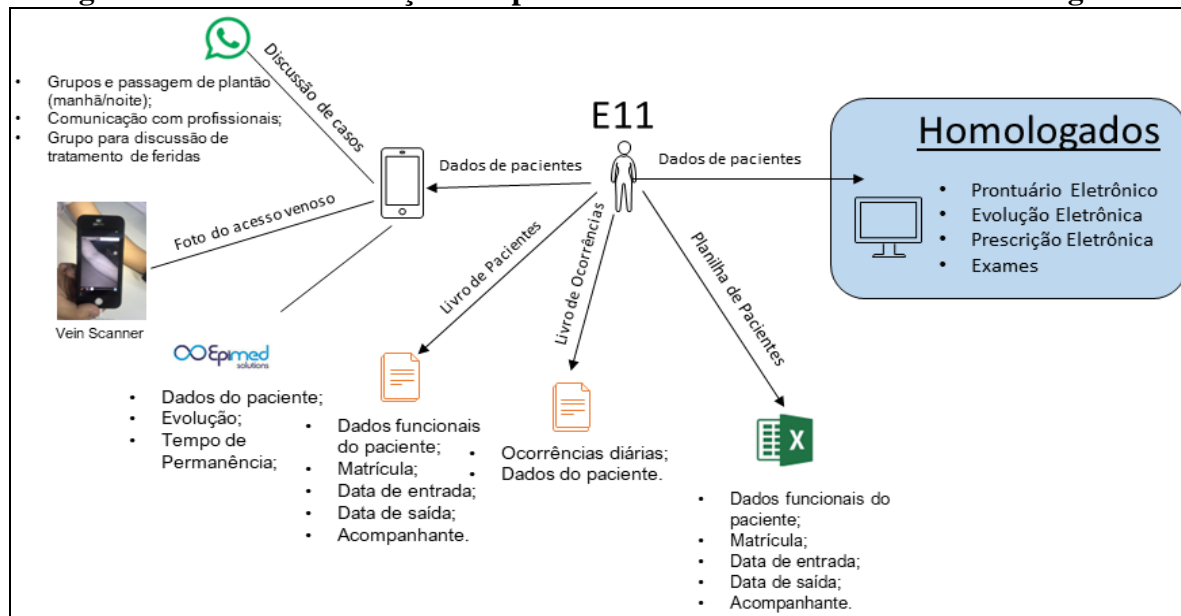 Discussão de casos
• Grupos e passagem de plantão
(manhã/noite);
• Comunicação com profissionais;
• Grupo para discussão de
tratamento de feridas
E11
Dados de pacientes
Dados de pacientes
Homologados
• Prontuário Eletrônico
• Evolução Eletrônica
• Prescrição Eletrônica
• Exames
Foto do acesso venoso
Vein Scanner
Livro de Pacientes
Livro de Ocorrências
Planilha de Pacientes
Epimed
solutions
• Dados do paciente;
• Evolução;
• Tempo de
Permanência;
• Dados funcionais
do paciente;
• Matrícula;
• Data de entrada;
• Data de saída;
• Acompanhante.
• Ocorrências diárias;
• Dados do paciente.
X
• Dados funcionais do
paciente;
• Matrícula;
• Data de entrada;
• Data de saída;
• Acompanhante.